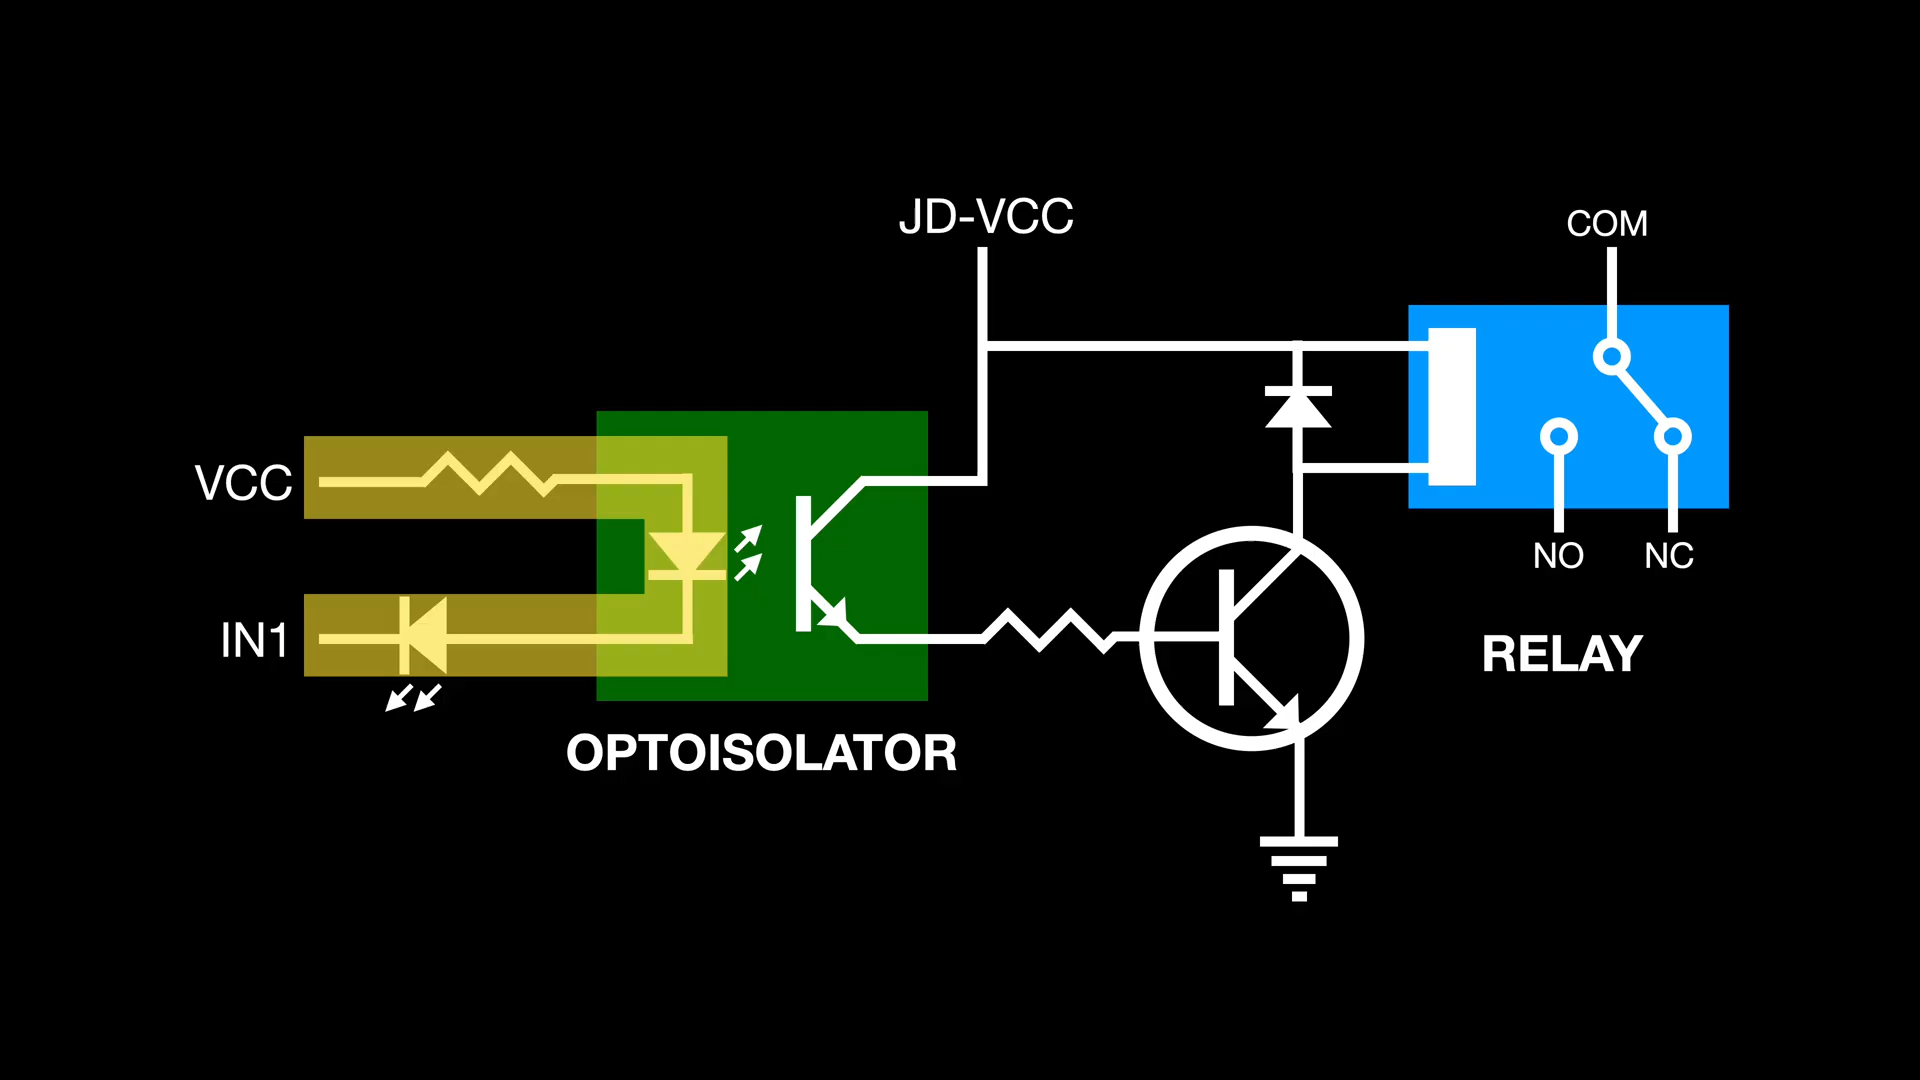 JD-VCC
COM
VCC
NO
NC
IN1
RELAY
OPTOISOLATOR